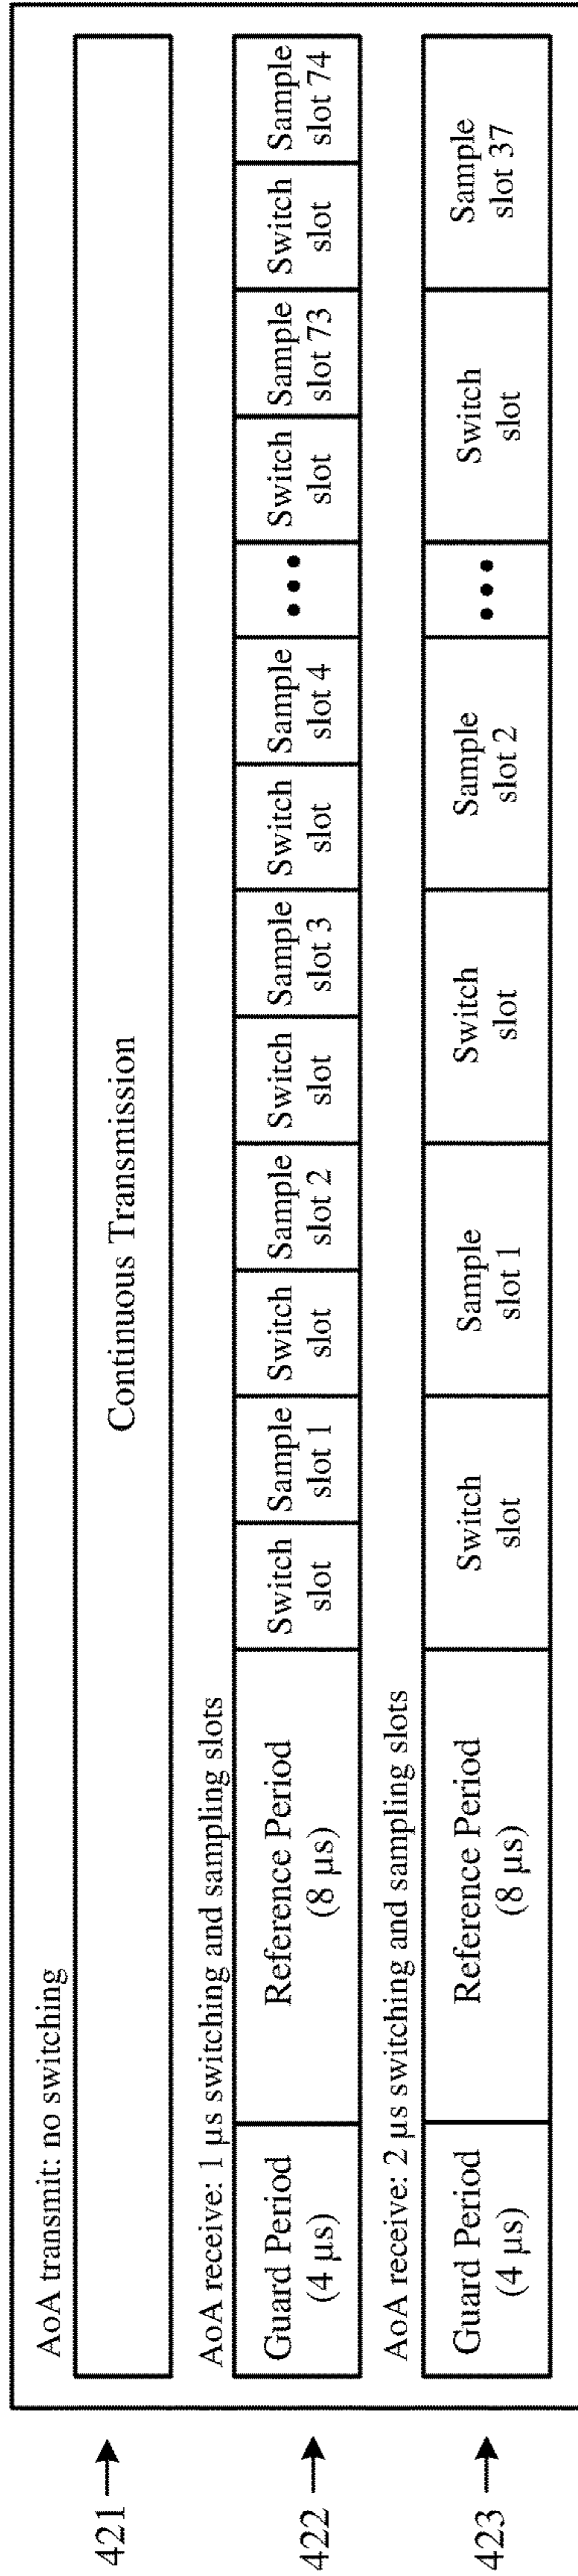 AoA transmit: no switching
421
Continuous Transmission
AoA receive: 1 µs switching and sampling slots
422
Guard Period
(4 µs)
Reference Period
(8 µs)
Switch
slot
Sample
slot 1
Switch
slot
Sample
slot 2
Switch
slot
Sample
slot 3
Switch
slot
Sample
slot 4
•••
Switch
slot
Sample
slot 73
Switch
slot
Sample
slot 74
AoA receive: 2 µs switching and sampling slots
423
Guard Period
(4 µs)
Reference Period
(8 µs)
Switch
slot
Sample
slot 1
Switch
slot
Sample
slot 2
•••
Switch
slot
Sample
slot 37